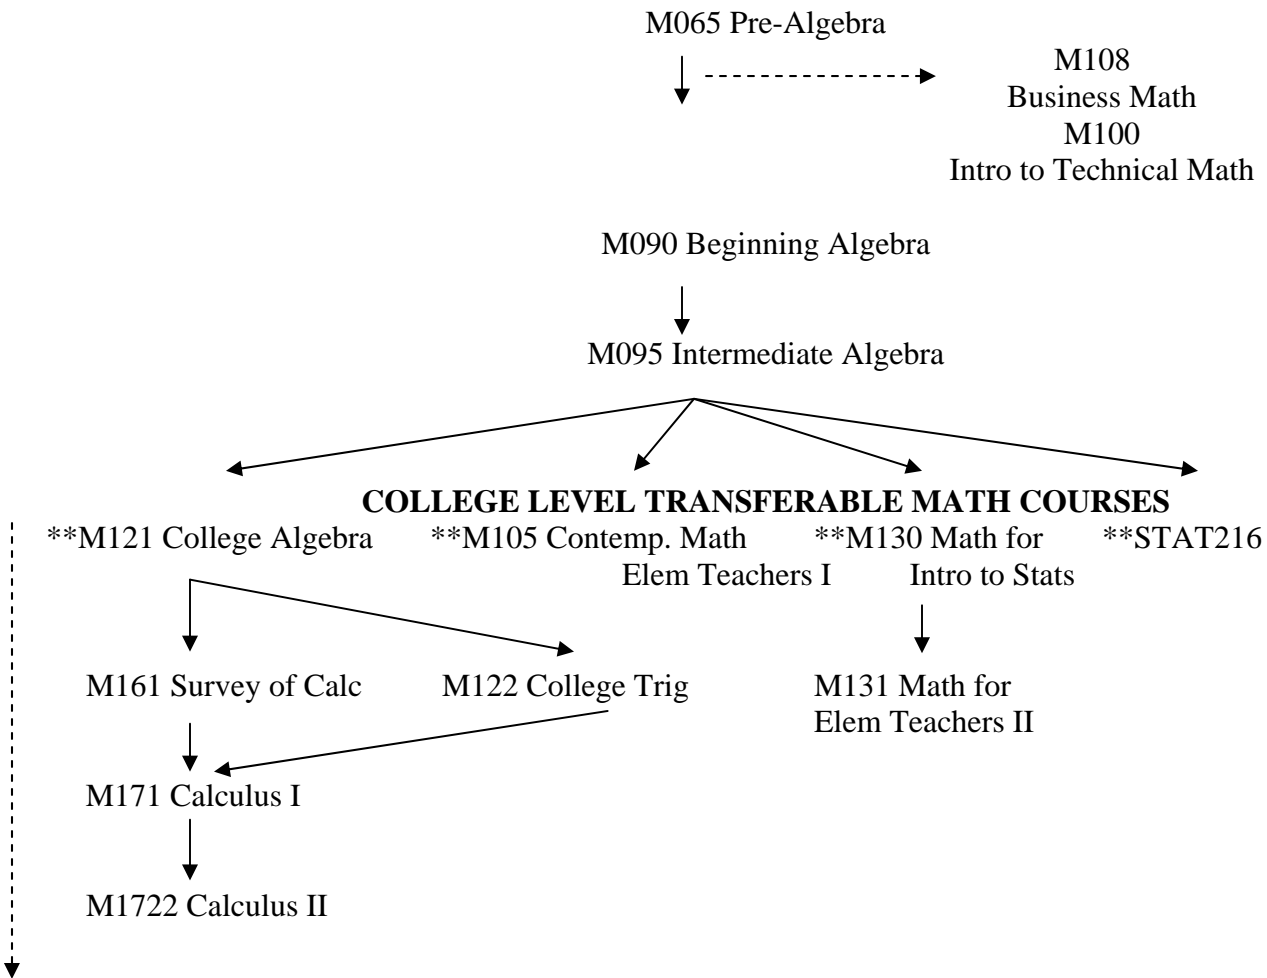 M065 Pre-Algebra
M108
Business Math
M100
Intro to Technical Math
M090 Beginning Algebra
M095 Intermediate Algebra
COLLEGE LEVEL TRANSFERABLE MATH COURSES
**M121 College Algebra **M105 Contemp. Math **M130 Math for **STAT216
Elem Teachers I Intro to Stats
M161 Survey of Calc M122 College Trig M131 Math for
Elem Teachers II
M171 Calculus I
M1722 Calculus II